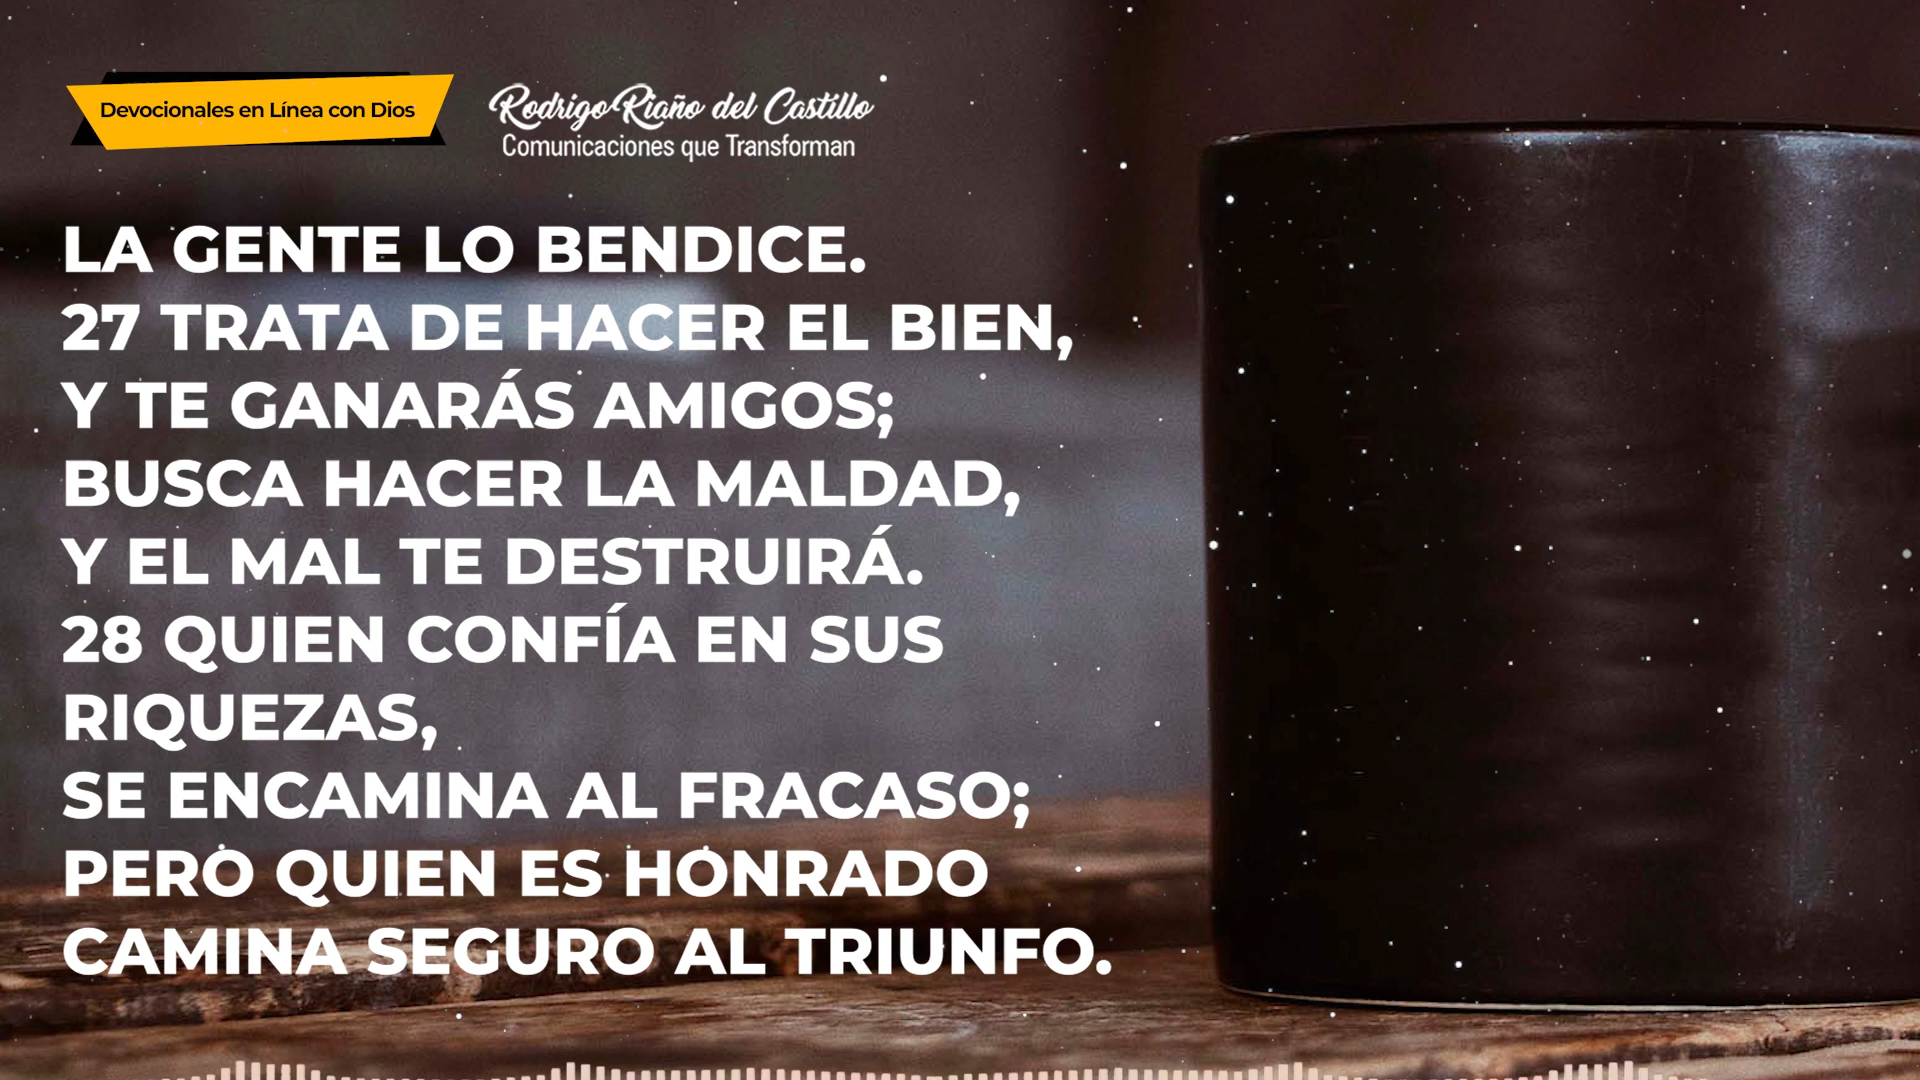 Devocionales en Línea con Dios
Rodrigo Riaño del Castillo
Comunicaciones que Transforman
LA GENTE LO BENDICE.
27 TRATA DE HACER EL BIEN,
Y TE GANARÁS AMIGOS;
BUSCA HACER LA MALDAD,
Y EL MAL TE DESTRUIRÁ.
28 QUIEN CONFÍA EN SUS
RIQUEZAS,
SE ENCAMINA AL FRACASO;
PERO QUIEN ES HONRADO
CAMINA SEGURO AL TRIUNFO.